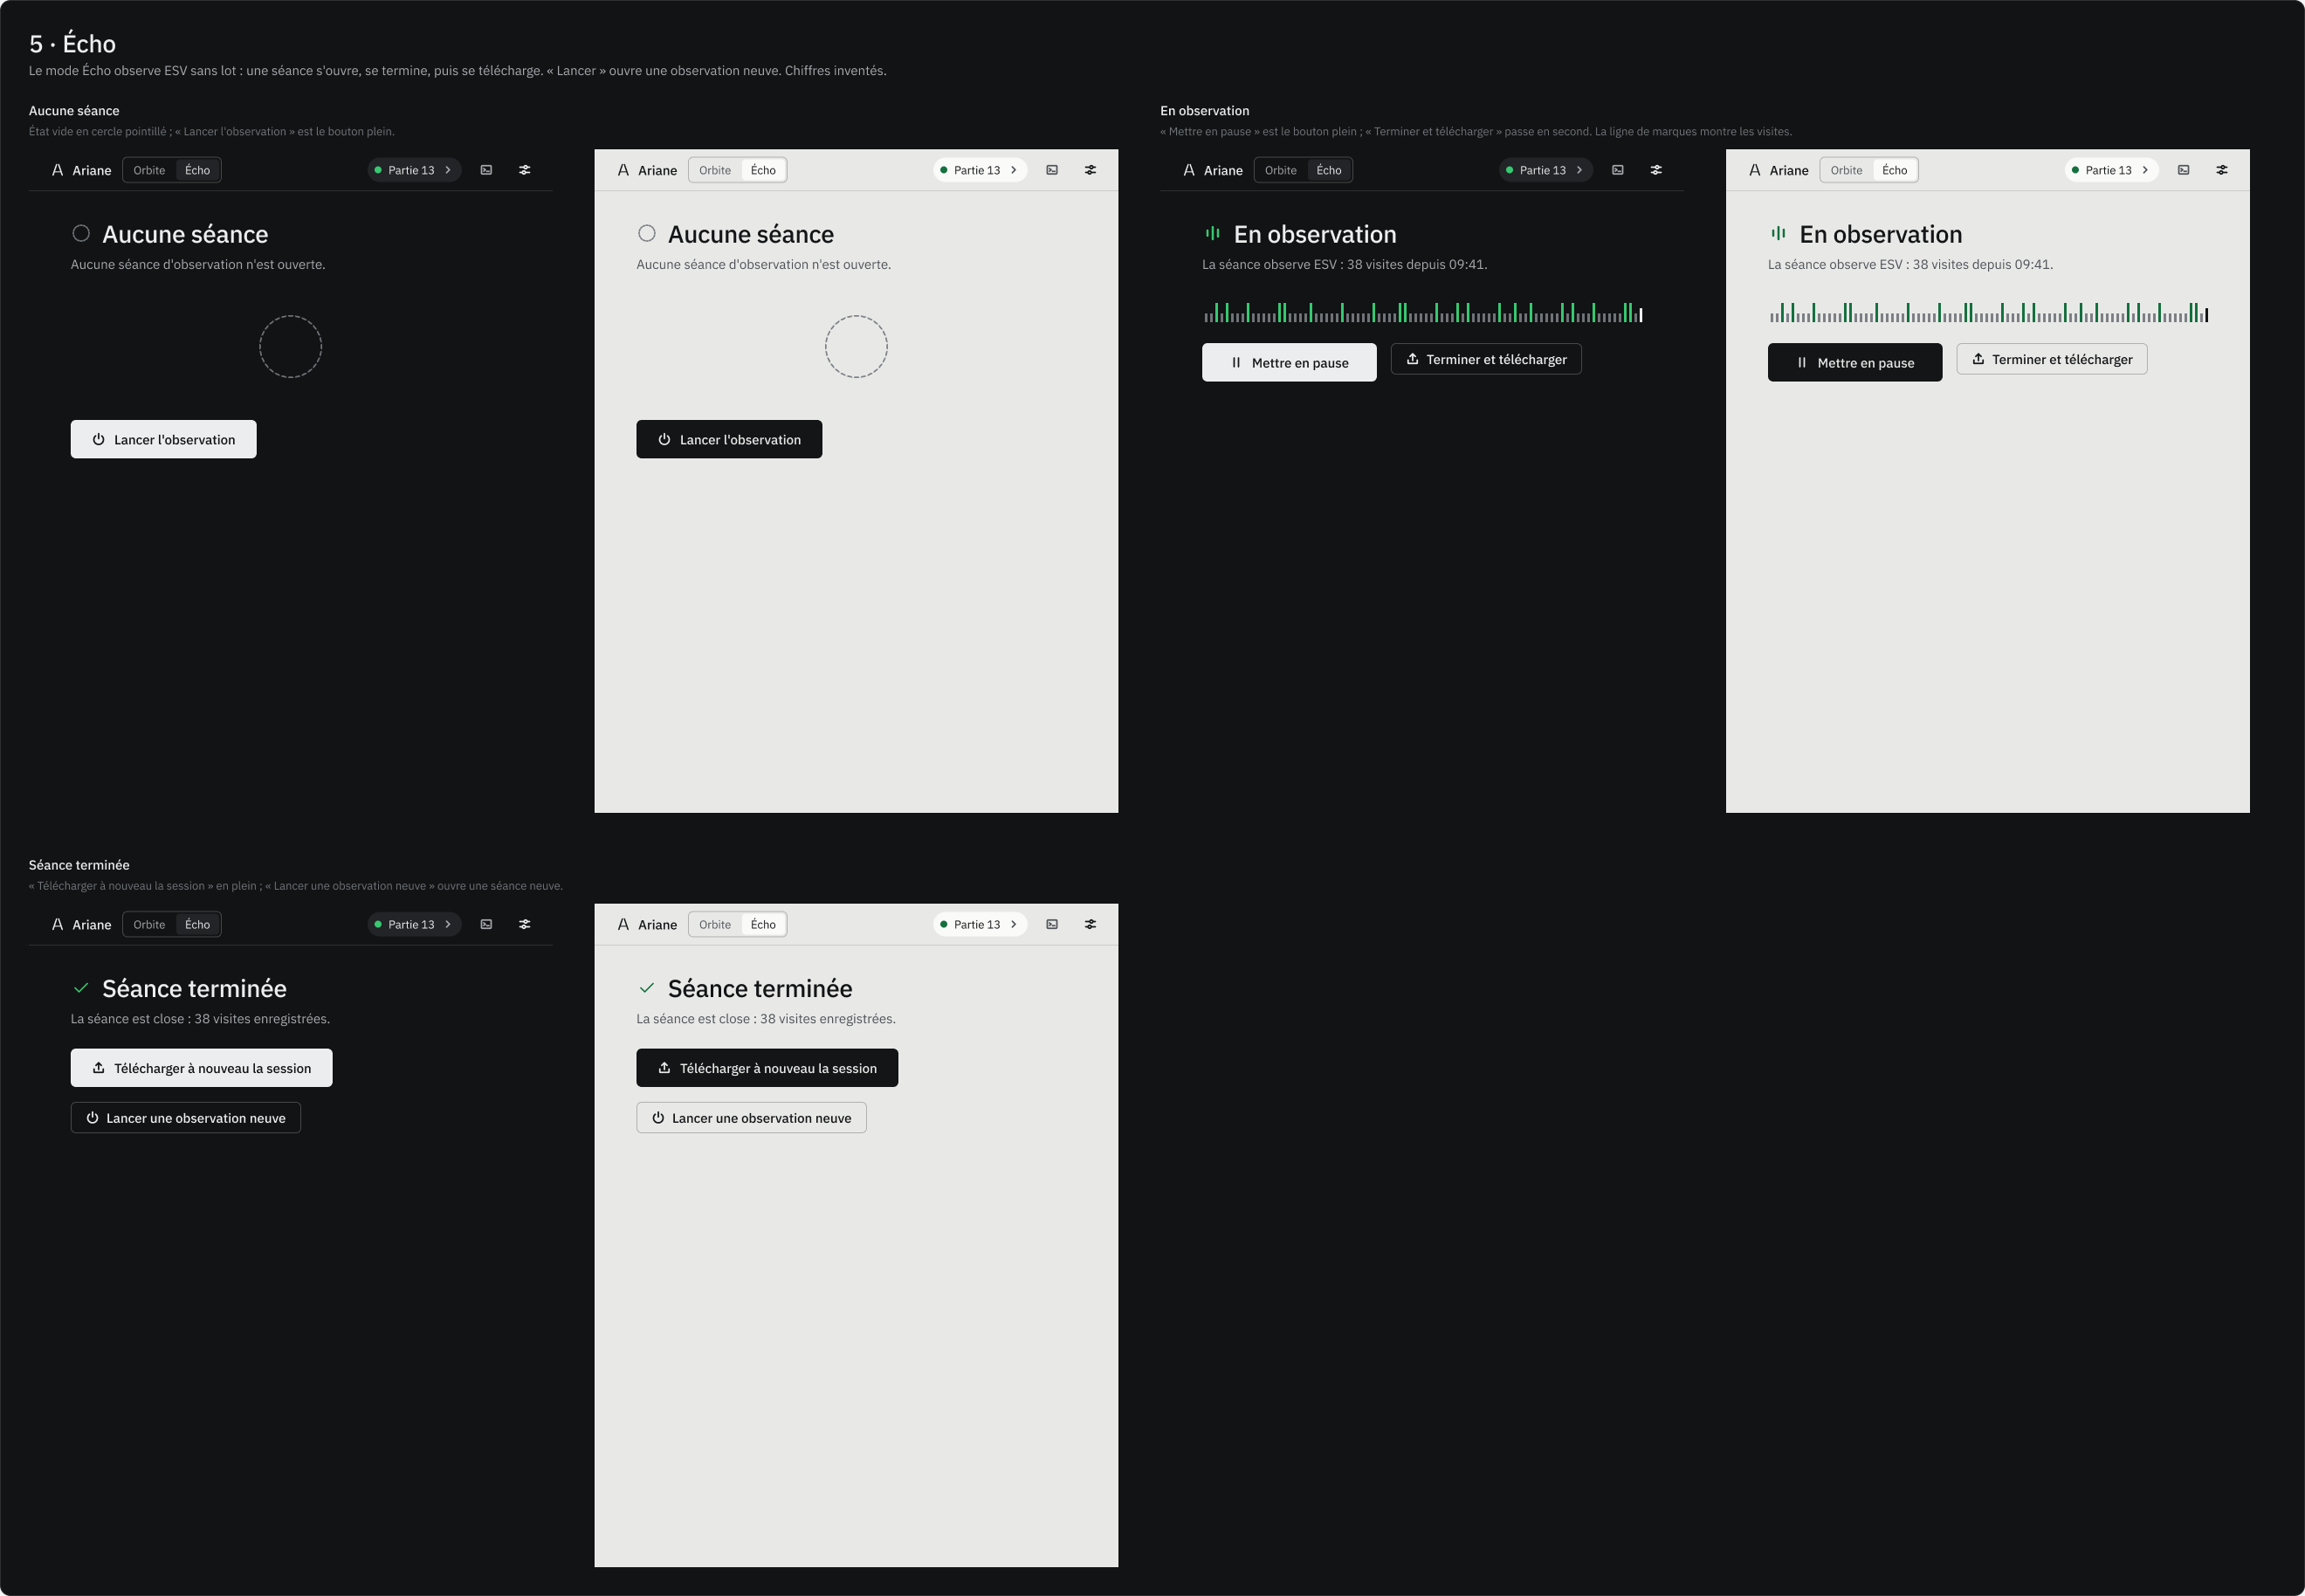 5 · Écho
Le mode Écho observe ESV sans lot : une séance s'ouvre, se termine, puis se télécharge. « Lancer » ouvre une observation neuve. Chiffres inventés.
Aucune séance
État vide en cercle pointillé ; « Lancer l'observation » est le bouton plein.
Ariane Orbite Écho Partie 13
Aucune séance
Aucune séance d'observation n'est ouverte.
Lancer l'observation
Ariane Orbite Écho Partie 13
Aucune séance
Aucune séance d'observation n'est ouverte.
Lancer l'observation
En observation
« Mettre en pause » est le bouton plein ; « Terminer et télécharger » passe en second. La ligne de marques montre les visites.
Ariane Orbite Écho Partie 13
En observation
La séance observe ESV : 38 visites depuis 09:41.
Mettre en pause Terminer et télécharger
Ariane Orbite Écho Partie 13
En observation
La séance observe ESV : 38 visites depuis 09:41.
Mettre en pause Terminer et télécharger
Séance terminée
« Télécharger à nouveau la session » en plein ; « Lancer une observation neuve » ouvre une séance neuve.
Ariane Orbite Écho Partie 13
Séance terminée
La séance est close : 38 visites enregistrées.
Télécharger à nouveau la session
Lancer une observation neuve
Ariane Orbite Écho Partie 13
Séance terminée
La séance est close : 38 visites enregistrées.
Télécharger à nouveau la session
Lancer une observation neuve